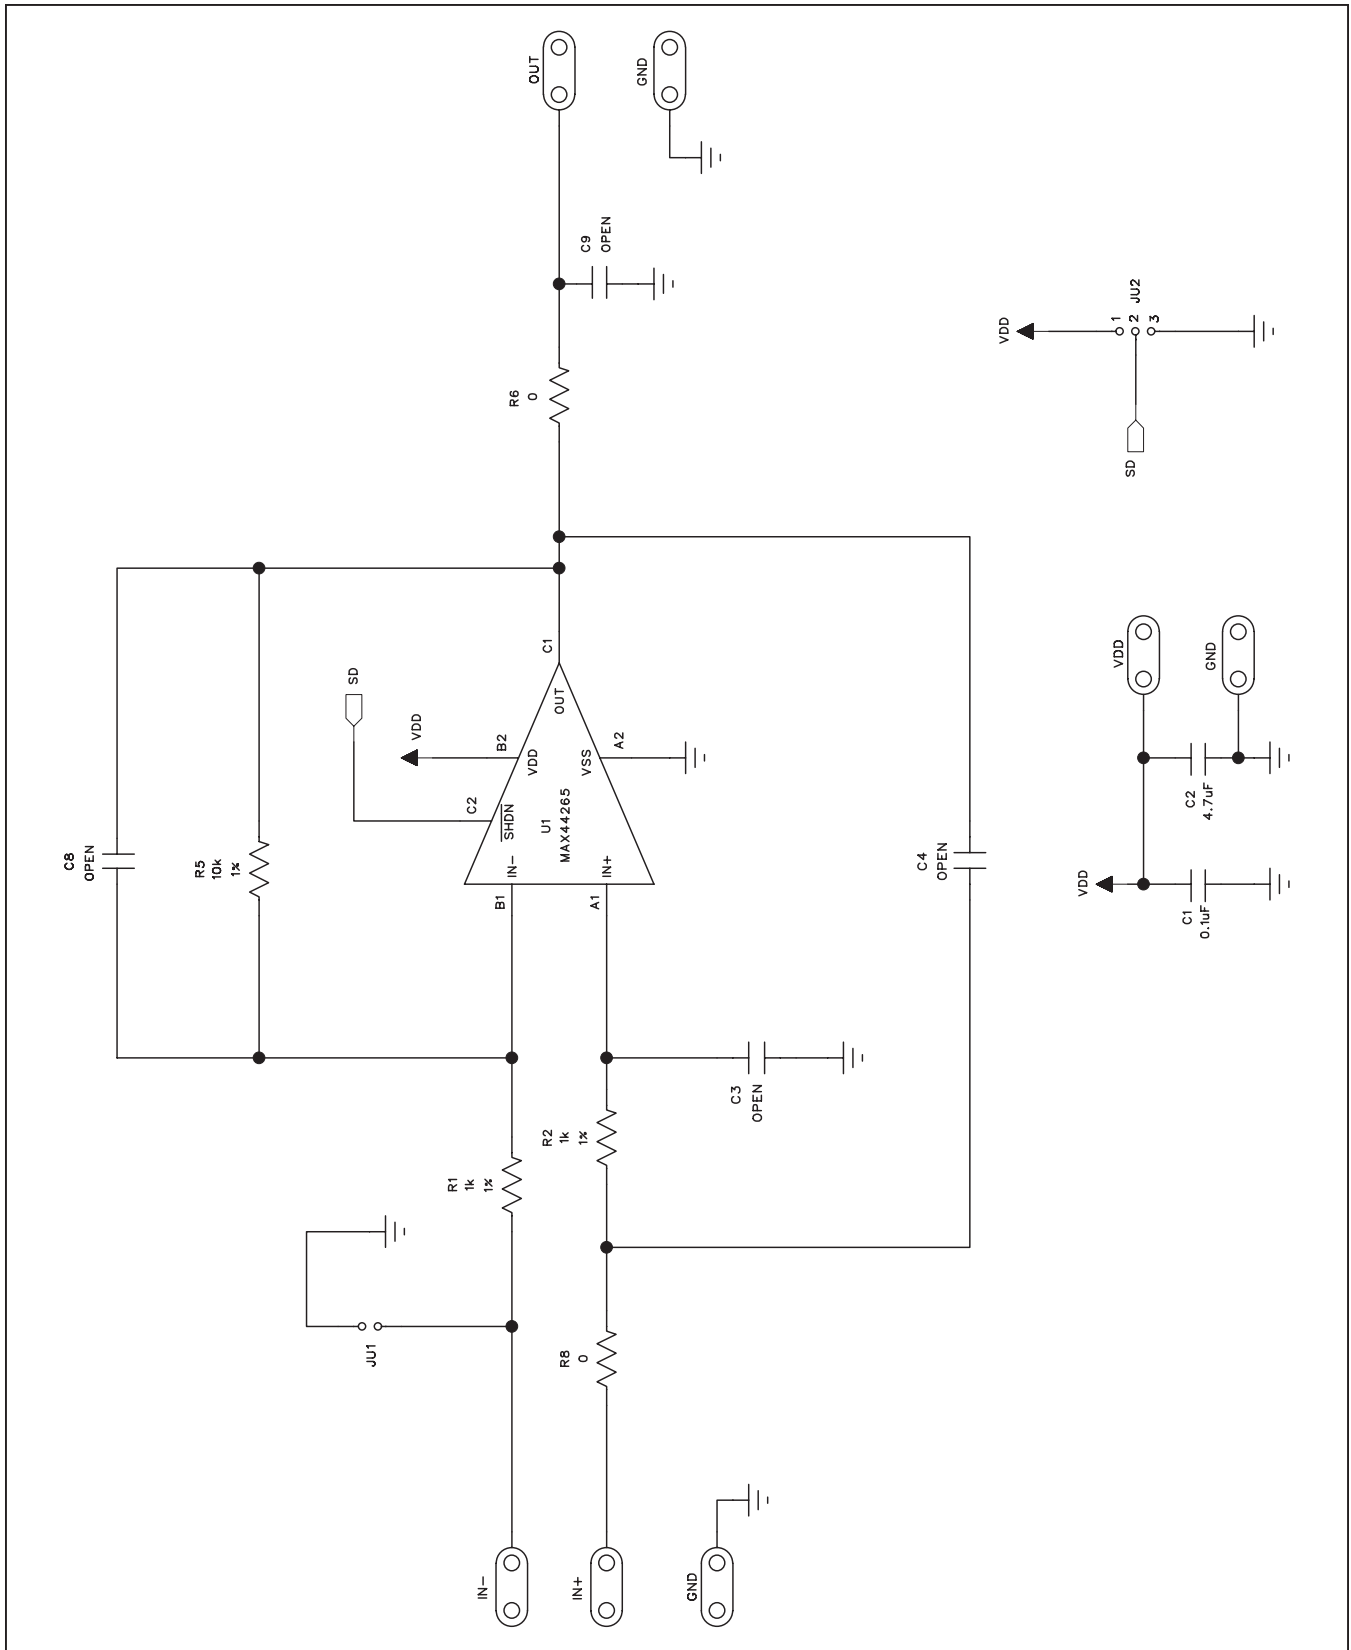 C8
OPEN
R5
10k
1%
SD
VDD
C2
B2
SHDN
VDD
U1
MAX44265
IN-
IN+
OUT
VSS
B1
A1
C1
A2
R6
0
OUT
GND
C9
OPEN
JU1
R1
1k
1%
R2
1k
1%
C3
OPEN
R8
0
IN-
IN+
GND
C4
OPEN
VDD
1
2
3
JU2
SD
VDD
C1
0.1uF
C2
4.7uF
VDD
GND